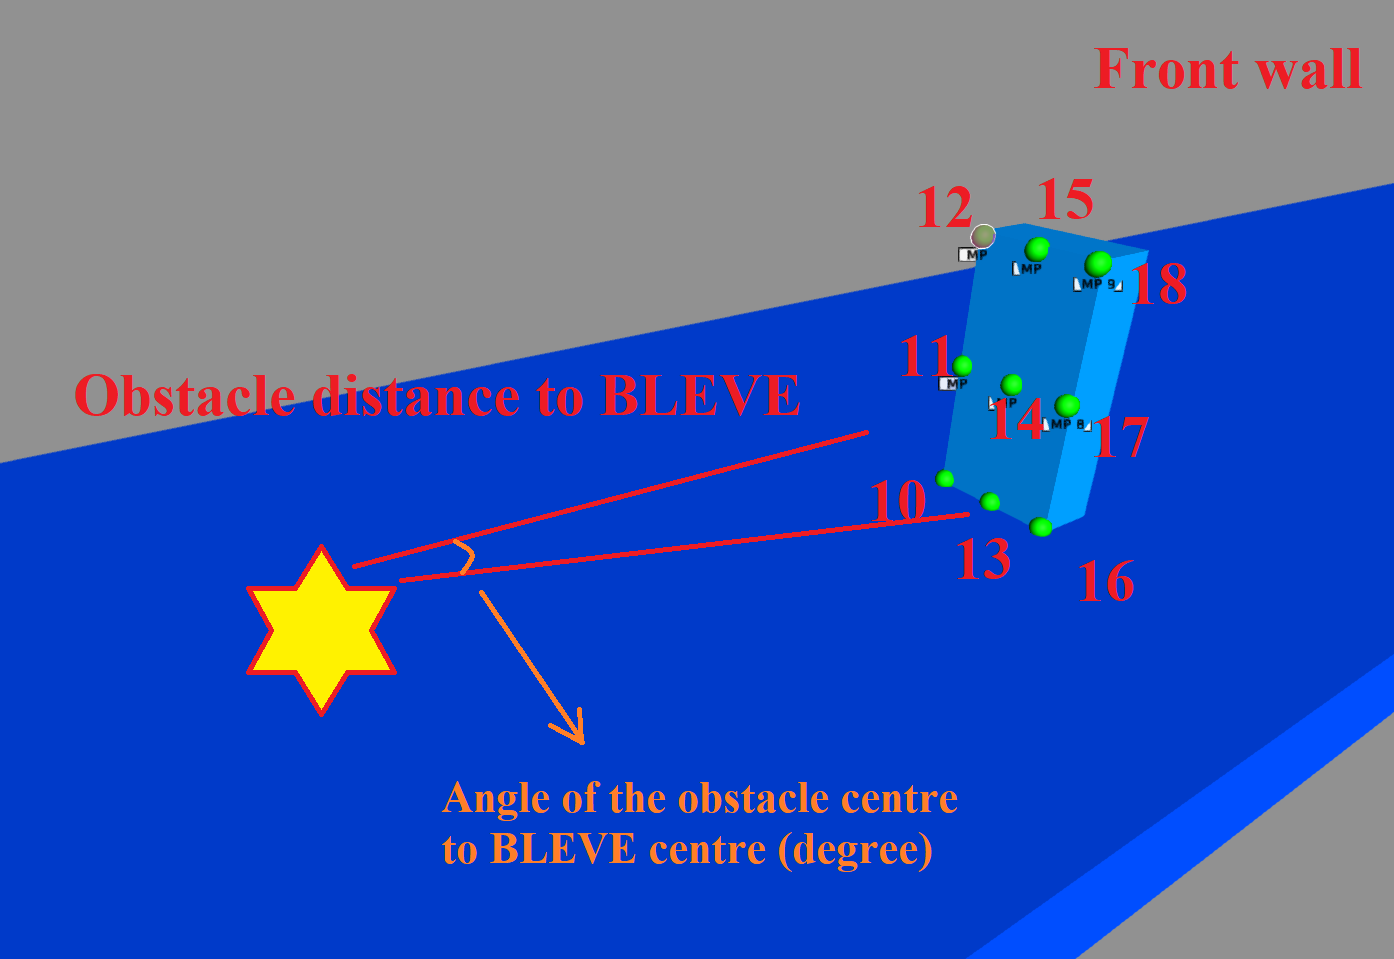 Front wall
12
15
MP
MP
MP 9
18
11
MP
Obstacle distance to BLEVE
MP
14
MP 8
17
10
13
16
Angle of the obstacle centre
to BLEVE centre (degree)